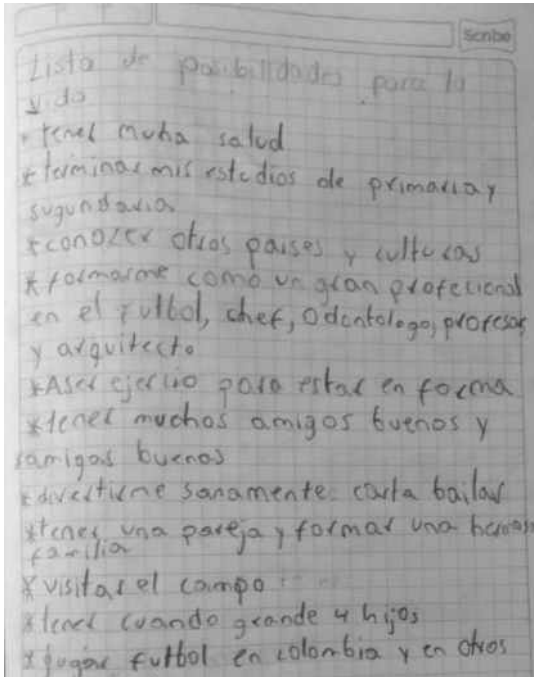 Scribe
Lista de posibilidades para la
vida
* tener muha salud
* terminar mis estudios de primaria y
sugundaria
* conozer otros paises y culturas
* formarme como un gran profecional
en el futbol, chef, Odontologo, profesor
y arquitecto
* Aser ejercio para estar en forma
* tener muchos amigos buenos y
amigas buenas
* divertirme sanamente: canta bailar
* tener una pareja y formar una hermosa
familia
* visitar el campo
* tener cuando grande 4 hijos
* jugar futbol en colombia y en otros